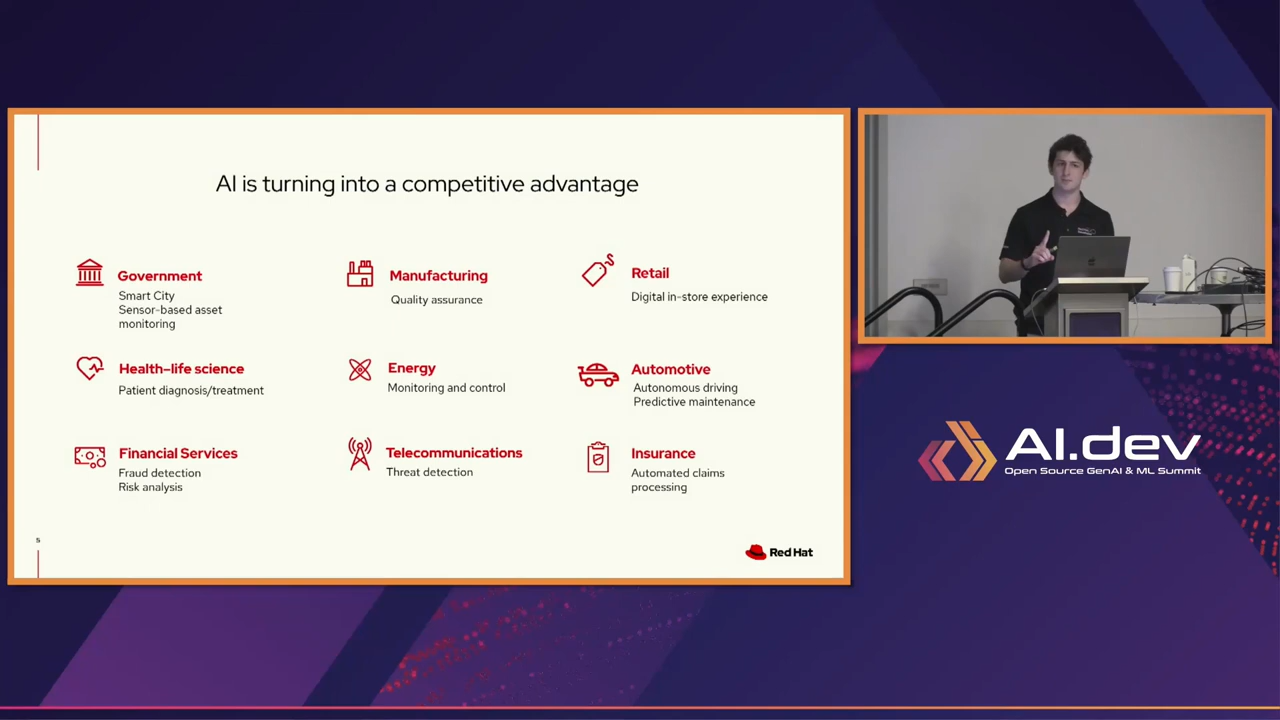 AI is turning into a competitive advantage
Government
Smart City
Sensor-based asset
monitoring
Manufacturing
Quality assurance
Retail
Digital in-store experience
Health-life science
Patient diagnosis/treatment
Energy
Monitoring and control
Automotive
Autonomous driving
Predictive maintenance
Financial Services
Fraud detection
Risk analysis
Telecommunications
Threat detection
Insurance
Automated claims
processing
5
Red Hat
AI.dev
Open Source GenAI & ML Summit